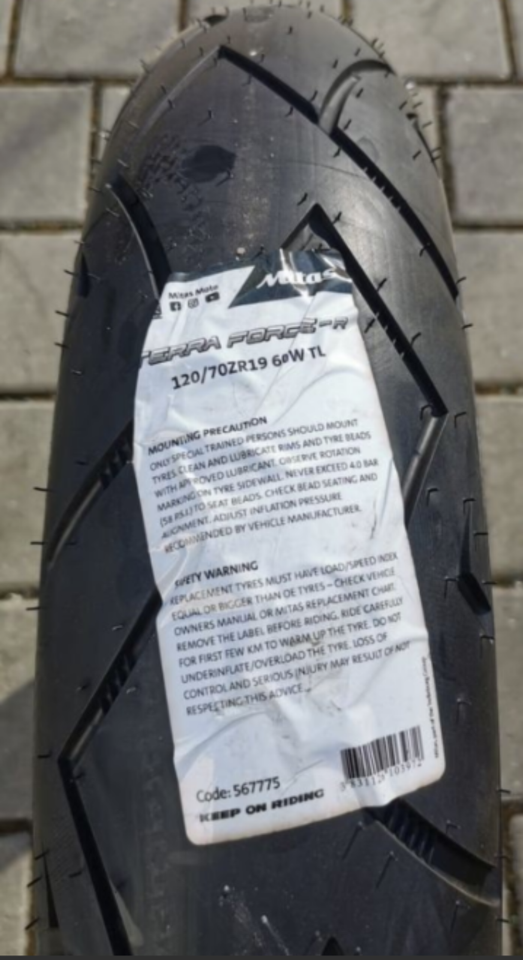 Mitas
Mitas Moto
TERRA FORCE-R
120/70ZR19 60W TL
MOUNTING PRECAUTION
ONLY SPECIAL TRAINED PERSONS SHOULD MOUNT
TYRES. CLEAN AND LUBRICATE RIMS AND TYRE BEADS
WITH APPROVED LUBRICANT. OBSERVE ROTATION
MARKING ON TYRE SIDEWALL. NEVER EXCEED 4.0 BAR
(58 P.S.I.) TO SEAT BEADS. CHECK BEAD SEATING AND
ALIGNMENT. ADJUST INFLATION PRESSURE
RECOMMENDED BY VEHICLE MANUFACTURER.
SAFETY WARNING
REPLACEMENT TYRES MUST HAVE LOAD/SPEED INDEX
EQUAL OR BIGGER THAN OE TYRES – CHECK VEHICLE
OWNERS MANUAL OR MITAS REPLACEMENT CHART.
REMOVE THE LABEL BEFORE RIDING. RIDE CAREFULLY
FOR FIRST FEW KM TO WARM UP THE TYRE. DO NOT
UNDERINFLATE/OVERLOAD THE TYRE. LOSS OF
CONTROL AND SERIOUS INJURY MAY RESULT OF NOT
RESPECTING THIS ADVICE.
Code: 567775
KEEP ON RIDING